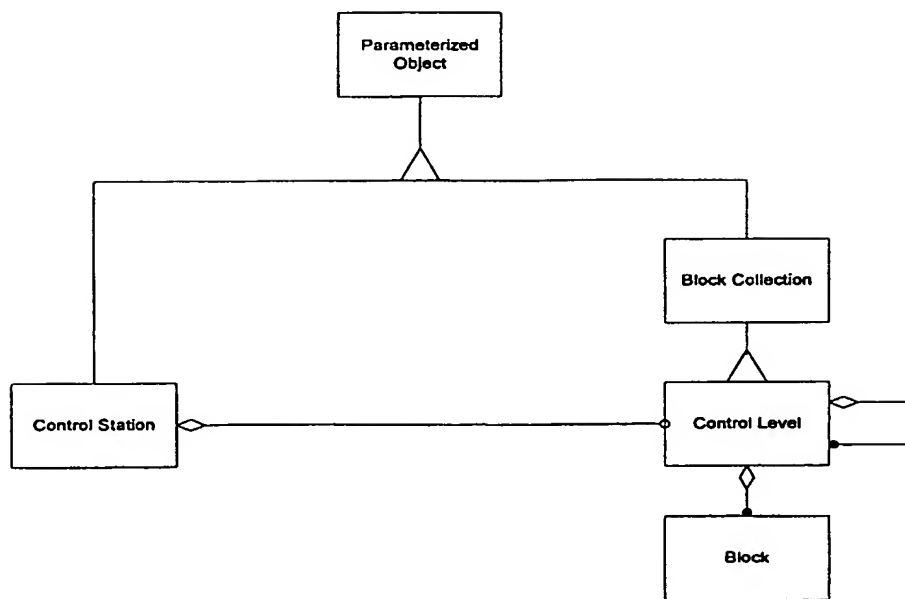 Parameterized
Object
Block Collection
Control Station
Control Level
Block